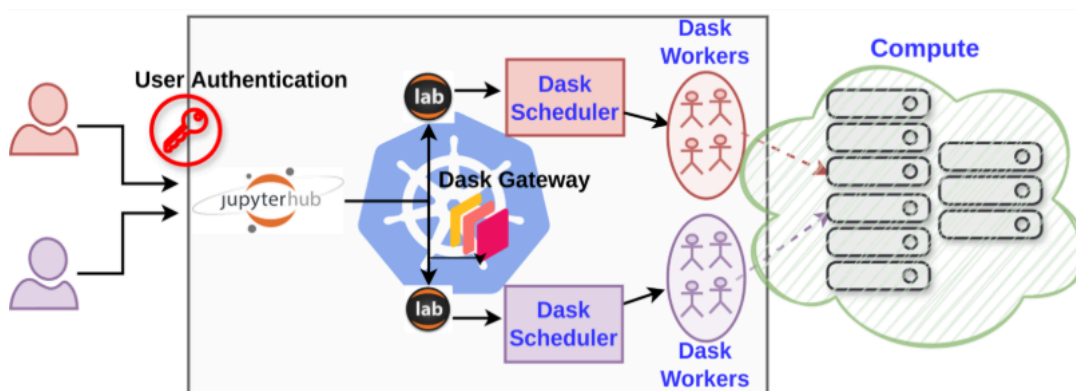 User Authentication
jupyterhub
lab
Dask Gateway
lab
Dask
Scheduler
Dask
Scheduler
Dask
Workers
Dask
Workers
Compute